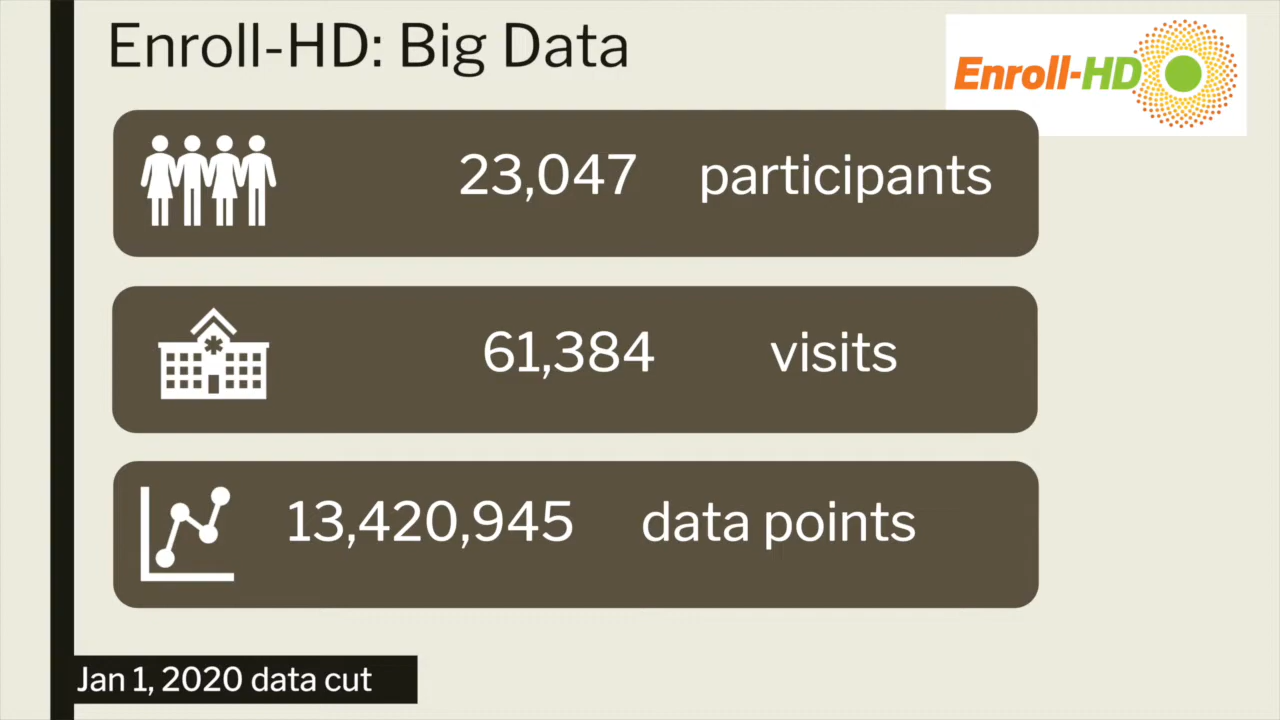 Enroll-HD: Big Data
Enroll-HD
23,047 participants
61,384 visits
13,420,945 data points
Jan 1, 2020 data cut